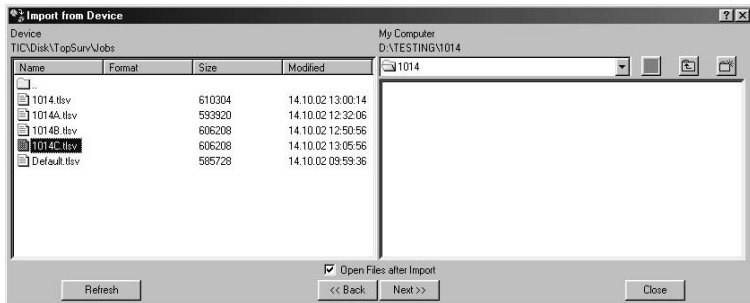 Import from Device
Device
TIC\Disk\TopSurv\Jobs
My Computer
D:\TESTING\1014
Name Format Size Modified
1014
..
1014.tlsv 610304 14.10.02 13:00:14
1014A.tlsv 593920 14.10.02 12:32:06
1014B.tlsv 606208 14.10.02 12:50:56
1014C.tlsv 606208 14.10.02 13:05:56
Default.tlsv 585728 14.10.02 09:59:36
Open Files after Import
Refresh << Back Next >> Close